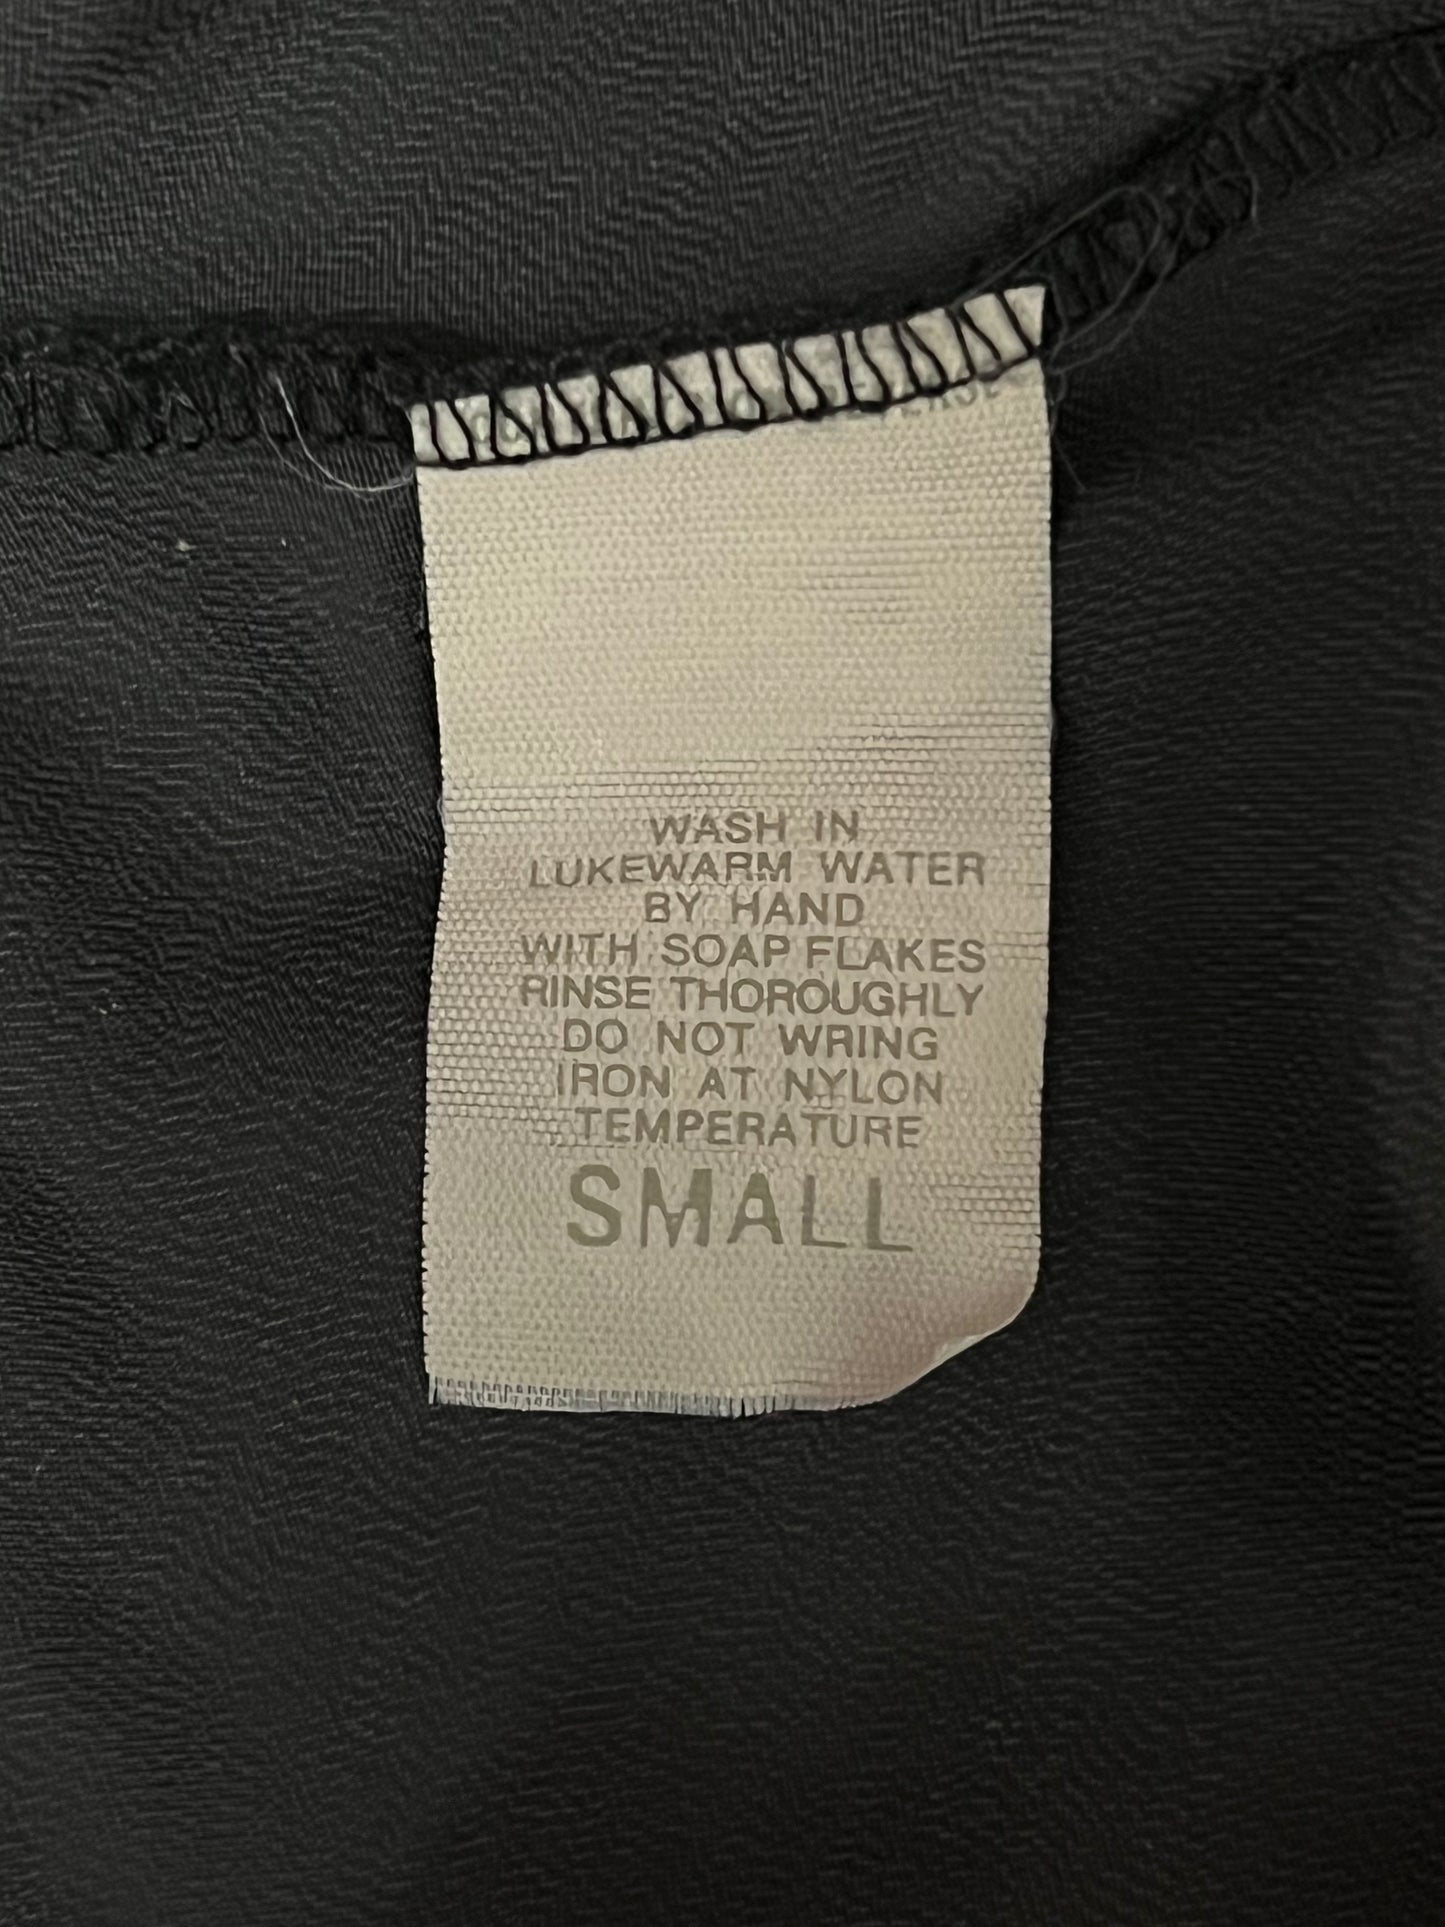 WASH IN
LUKEWARM WATER
BY HAND
WITH SOAP FLAKES
RINSE THOROUGHLY
DO NOT WRING
IRON AT NYLON
TEMPERATURE
SMALL